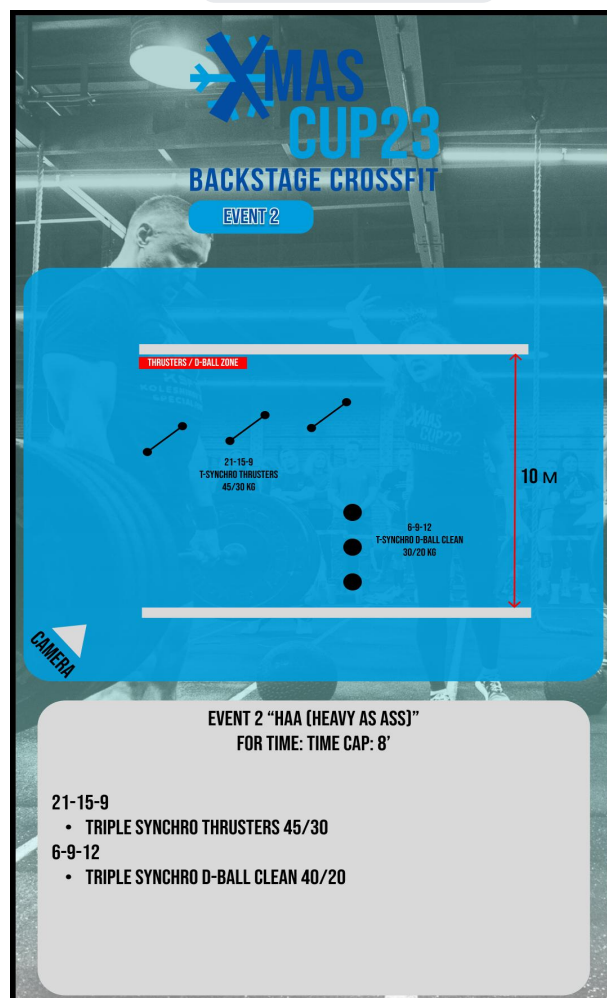 XMAS
CUP23
BACKSTAGE CROSSFIT
EVENT 2
THRUSTERS / D-BALL ZONE
21-15-9
T-SYNCHRO THRUSTERS
45/30 KG
10 M
6-9-12
T-SYNCHRO D-BALL CLEAN
30/20 KG
CAMERA
EVENT 2 “HAA (HEAVY AS ASS)”
FOR TIME: TIME CAP: 8’
21-15-9
• TRIPLE SYNCHRO THRUSTERS 45/30
6-9-12
• TRIPLE SYNCHRO D-BALL CLEAN 40/20